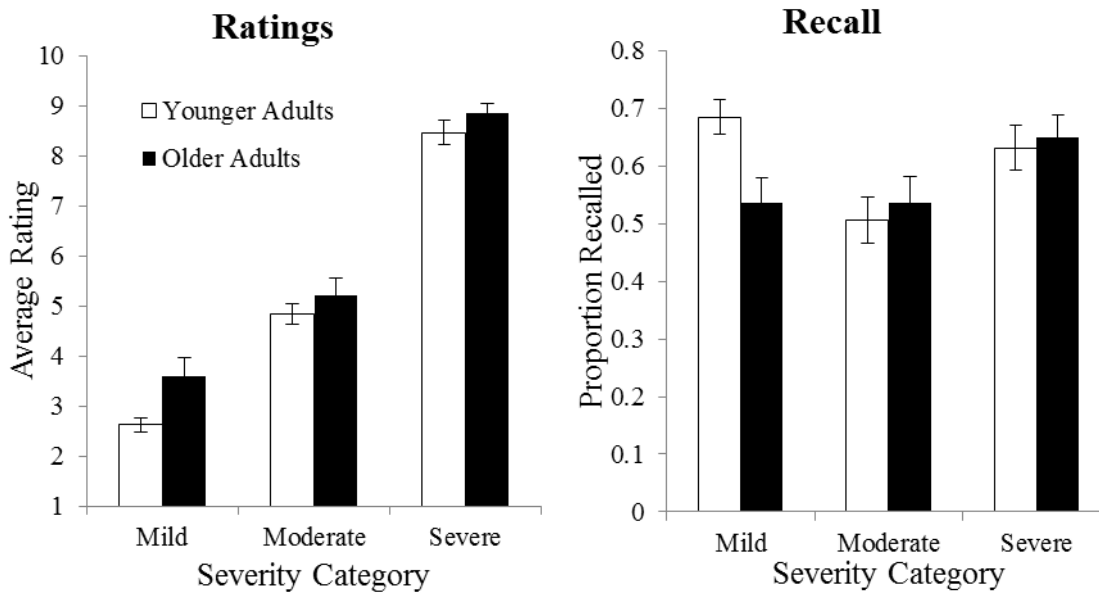 Ratings
Average Rating
10
9
8
7
6
5
4
3
2
1
Younger Adults
Older Adults
Mild Moderate Severe
Severity Category
Recall
Proportion Recalled
0.8
0.7
0.6
0.5
0.4
0.3
0.2
0.1
0
Mild Moderate Severe
Severity Category